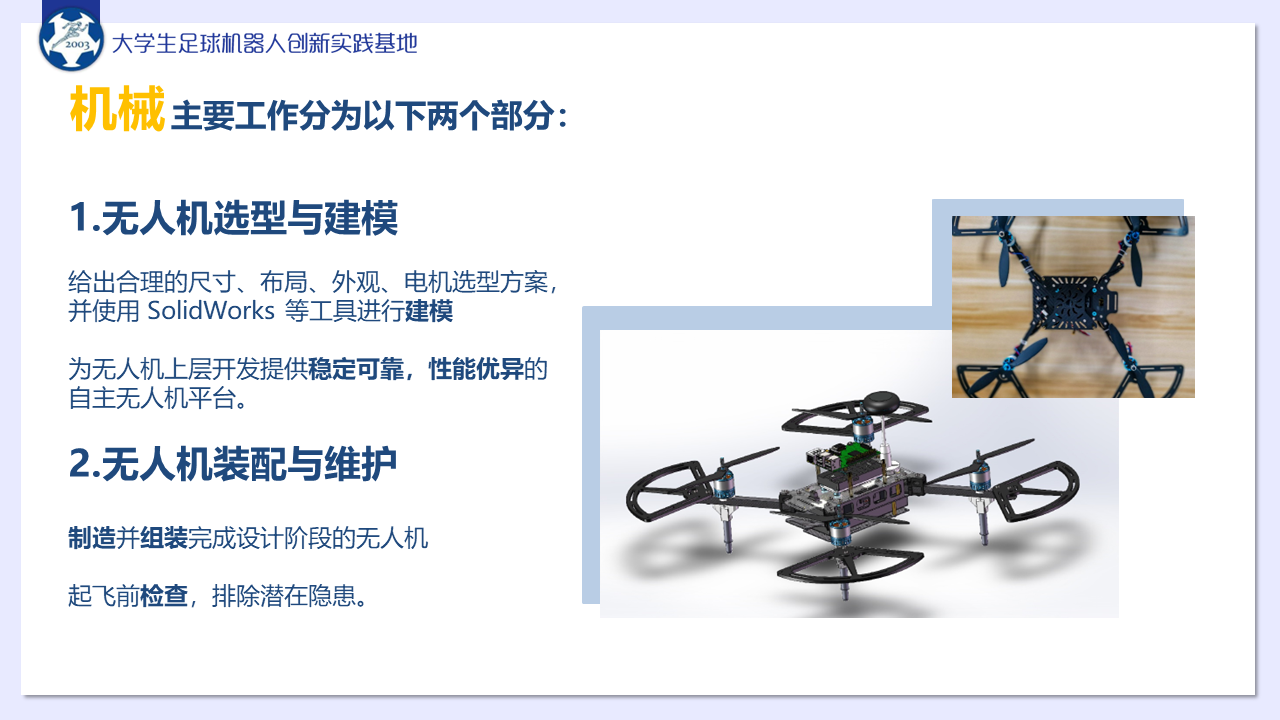 2003
大学生足球机器人创新实践基地
机械 主要工作分为以下两个部分：
1.无人机选型与建模
给出合理的尺寸、布局、外观、电机选型方案，
并使用 SolidWorks 等工具进行建模
为无人机上层开发提供稳定可靠，性能优异的
自主无人机平台。
2.无人机装配与维护
制造并组装完成设计阶段的无人机
起飞前检查，排除潜在隐患。